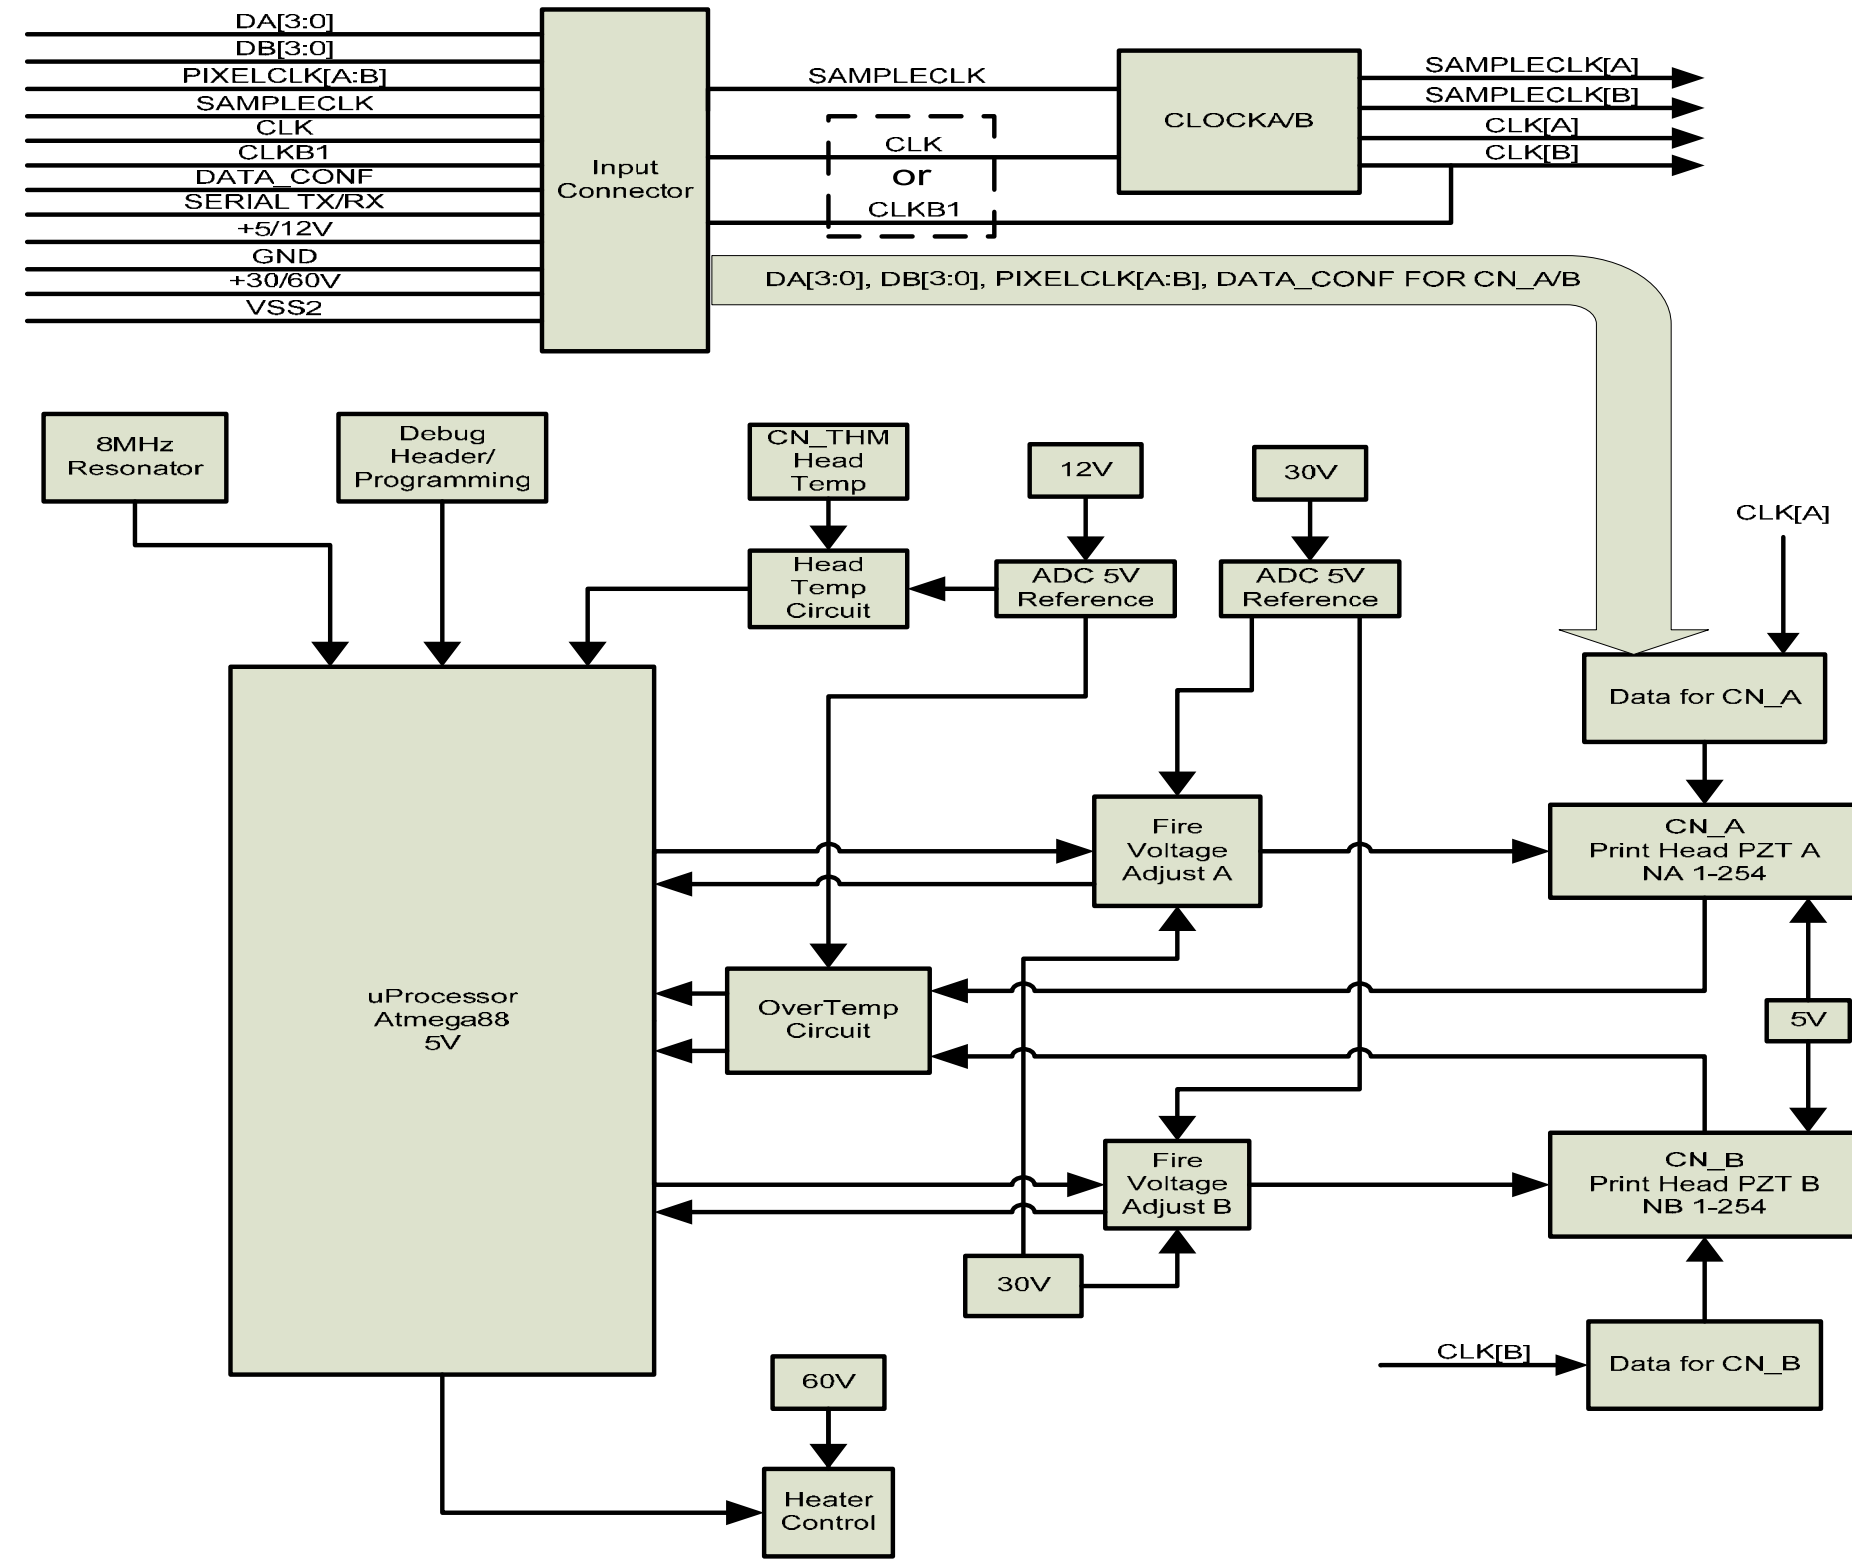 DA[3:0]
DB[3:0]
PIXELCLK[A:B]
SAMPLECLK
CLK
CLKB1
DATA_CONF
SERIAL TX/RX
+5/12V
GND
+30/60V
VSS2
Input
Connector
SAMPLECLK
CLK
or
CLKB1
CLOCKA/B
SAMPLECLK[A]
SAMPLECLK[B]
CLK[A]
CLK[B]
DA[3:0], DB[3:0], PIXELCLK[A:B], DATA_CONF FOR CN_A/B
8MHz
Resonator
Debug
Header/
Programming
CN_THM
Head
Temp
12V
30V
CLK[A]
Head
Temp
Circuit
ADC 5V
Reference
ADC 5V
Reference
Data for CN_A
Fire
Voltage
Adjust A
CN_A
Print Head PZT A
NA 1-254
uProcessor
Atmega88
5V
OverTemp
Circuit
5V
Fire
Voltage
Adjust B
CN_B
Print Head PZT B
NB 1-254
30V
CLK[B]
Data for CN_B
60V
Heater
Control